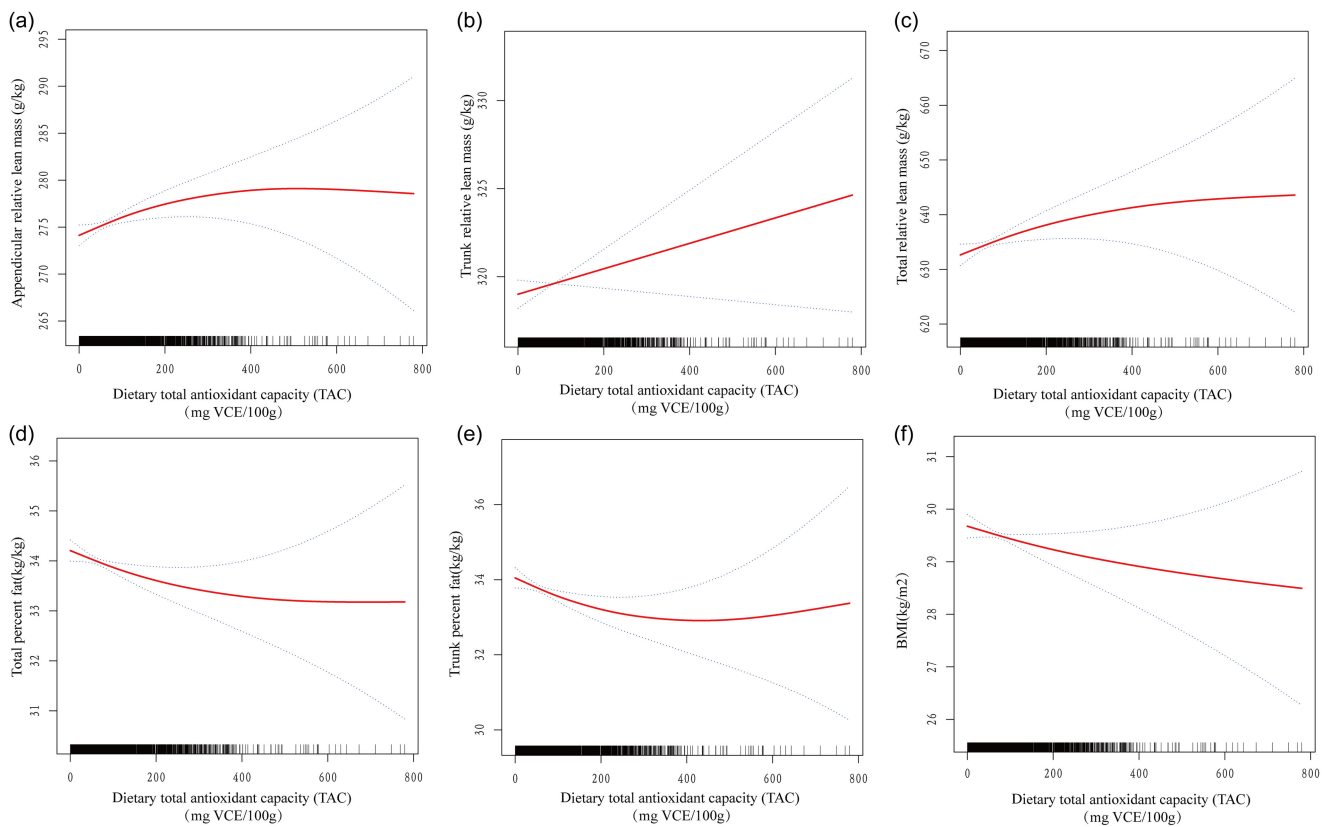 (a)
295
290
285
280
275
270
265
Appendicular relative lean mass (g/kg)
0 200 400 600 800
Dietary total antioxidant capacity (TAC)
(mg VCE/100g)
(b)
330
325
320
Trunk relative lean mass (g/kg)
0 200 400 600 800
Dietary total antioxidant capacity (TAC)
(mg VCE/100g)
(c)
670
660
650
640
630
620
Total relative lean mass (g/kg)
0 200 400 600 800
Dietary total antioxidant capacity (TAC)
(mg VCE/100g)
(d)
36
35
34
33
32
31
Total percent fat(kg/kg)
0 200 400 600 800
Dietary total antioxidant capacity (TAC)
(mg VCE/100g)
(e)
36
34
32
30
Trunk percent fat(kg/kg)
0 200 400 600 800
Dietary total antioxidant capacity (TAC)
(mg VCE/100g)
(f)
31
30
29
28
27
26
BMI(kg/m2)
0 200 400 600 800
Dietary total antioxidant capacity (TAC)
(mg VCE/100g)